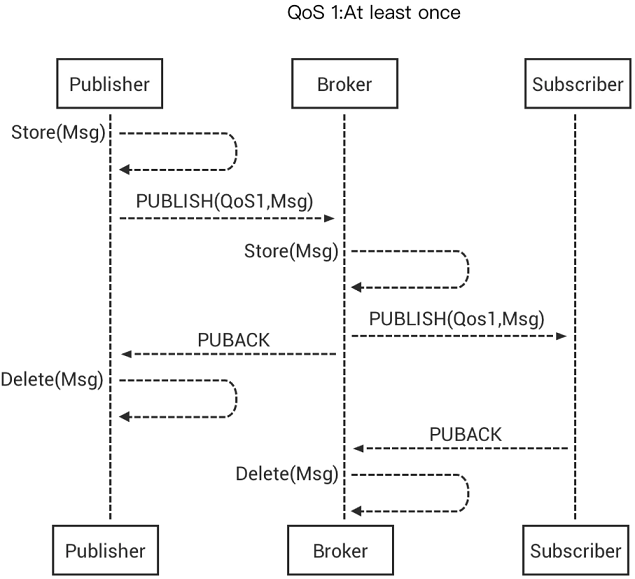 QoS 1:At least once
Publisher
Broker
Subscriber
Store(Msg)
PUBLISH(QoS1,Msg)
Store(Msg)
PUBLISH(Qos1,Msg)
PUBACK
Delete(Msg)
PUBACK
Delete(Msg)
Publisher
Broker
Subscriber